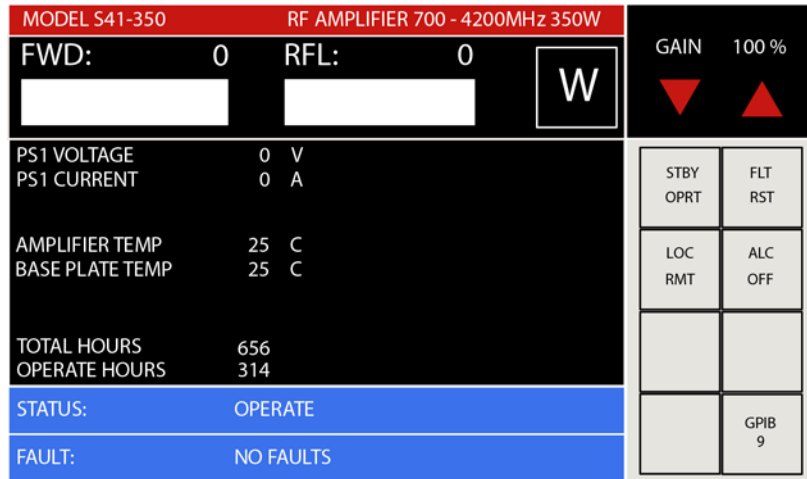 MODEL S41-350 RF AMPLIFIER 700 - 4200MHz 350W
FWD: 0 RFL: 0
W
GAIN 100 %
PS1 VOLTAGE 0 V
PS1 CURRENT 0 A
AMPLIFIER TEMP 25 C
BASE PLATE TEMP 25 C
TOTAL HOURS 656
OPERATE HOURS 314
STATUS: OPERATE
FAULT: NO FAULTS
STBY
OPRT
FLT
RST
LOC
RMT
ALC
OFF
GPIB
9